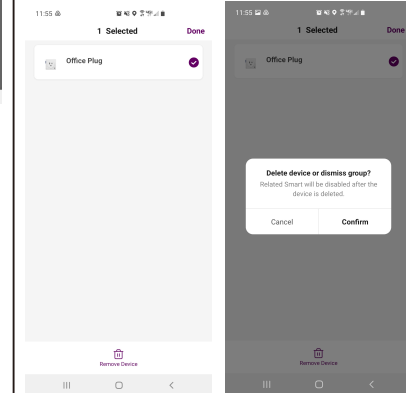 11:55
1 Selected
Done
Office Plug
Remove Device
11:55
1 Selected
Done
Office Plug
Delete device or dismiss group?
Related Smart will be disabled after the
device is deleted.
Cancel
Confirm
Remove Device